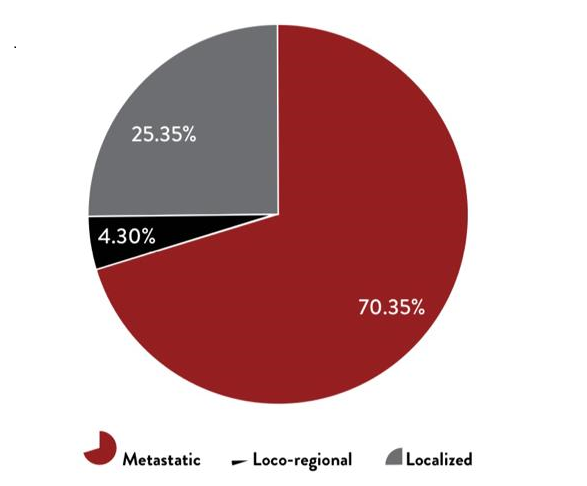 25.35%
4.30%
70.35%
Metastatic Loco-regional Localized